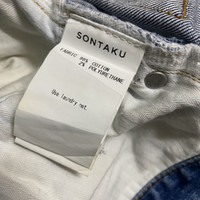 SONTAKU
FABRIC 98% COTTON
2% POLYURETHANE
Use laundry net.